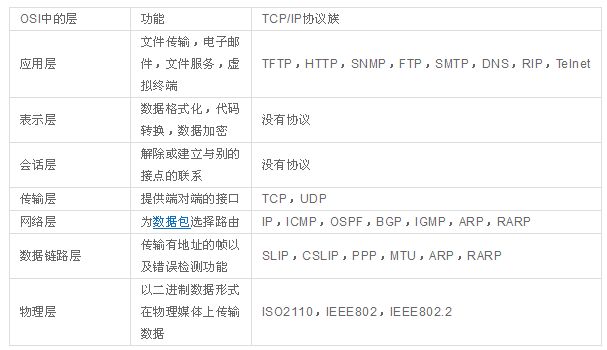 OSI中的层 功能 TCP/IP协议族
应用层 文件传输，电子邮件，文件服务，虚拟终端 TFTP，HTTP，SNMP，FTP，SMTP，DNS，RIP，Telnet
表示层 数据格式化，代码转换，数据加密 没有协议
会话层 解除或建立与别的接点的联系 没有协议
传输层 提供端对端的接口 TCP，UDP
网络层 为数据包选择路由 IP，ICMP，OSPF，BGP，IGMP，ARP，RARP
数据链路层 传输有地址的帧以及错误检测功能 SLIP，CSLIP，PPP，MTU，ARP，RARP
物理层 以二进制数据形式在物理媒体上传输数据 ISO2110，IEEE802，IEEE802.2